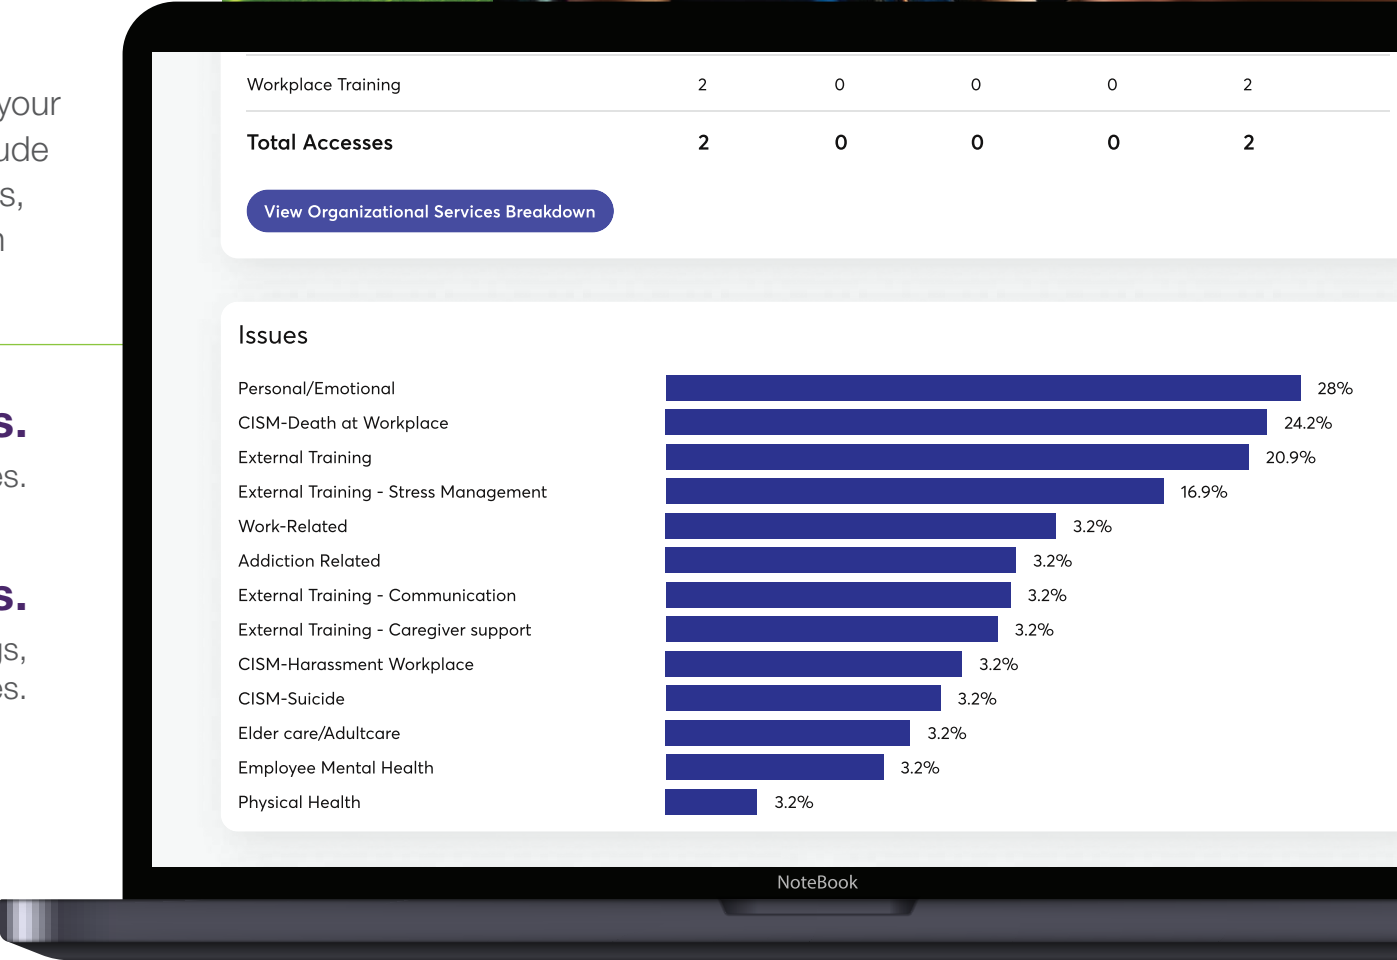 your
s,
Workplace Training 2 0 0 0 2
Total Accesses 2 0 0 0 2
View Organizational Services Breakdown
Issues
Personal/Emotional 28%
CISM-Death at Workplace 24.2%
External Training 20.9%
External Training - Stress Management 16.9%
Work-Related 3.2%
Addiction Related 3.2%
External Training - Communication 3.2%
External Training - Caregiver support 3.2%
CISM-Harassment Workplace 3.2%
CISM-Suicide 3.2%
Elder care/Adultcare 3.2%
Employee Mental Health 3.2%
Physical Health 3.2%
s.
es.
s.
gs,
es.
NoteBook